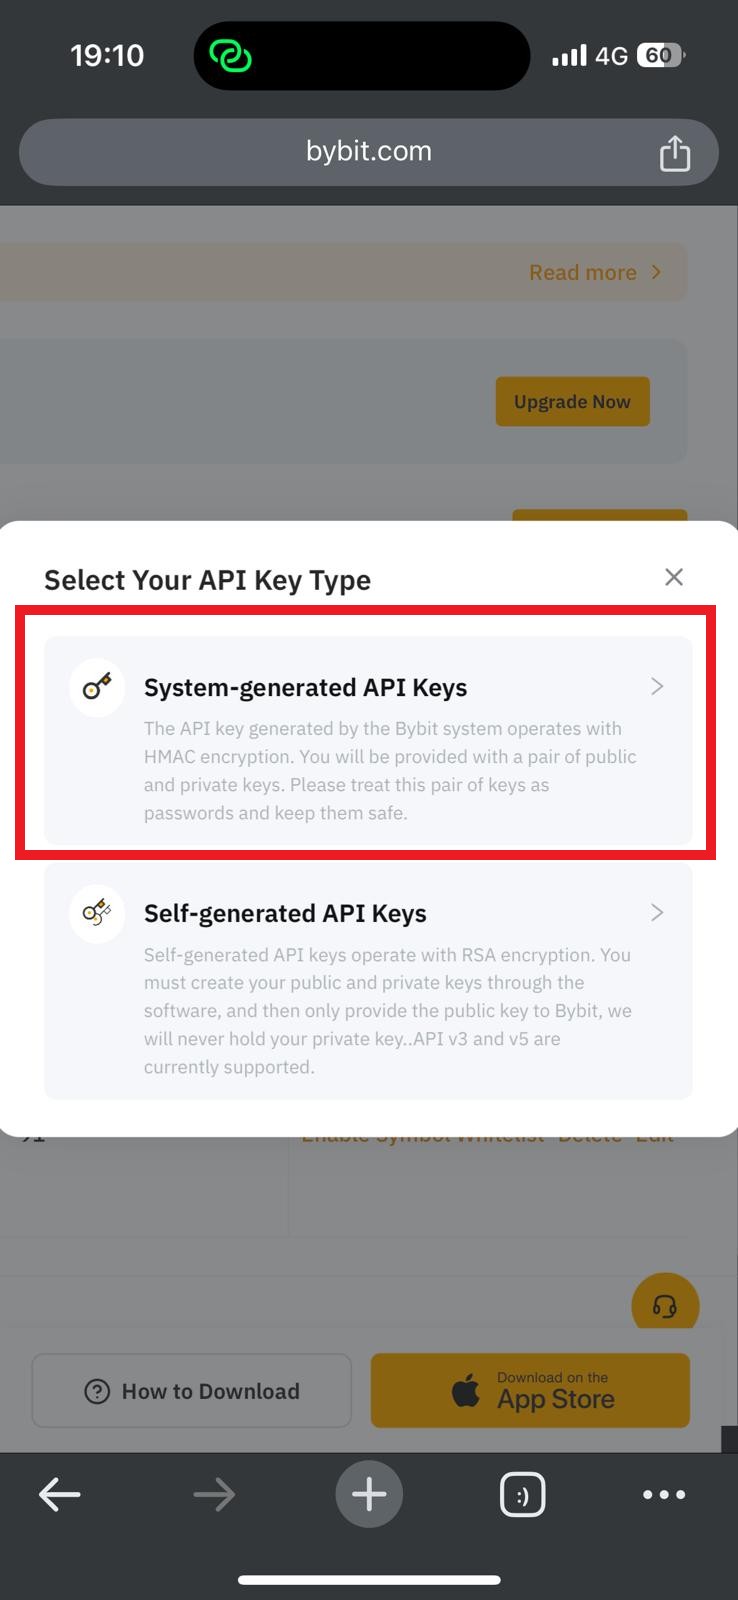 19:10
4G 60
bybit.com
Read more
Upgrade Now
Select Your API Key Type
System-generated API Keys
The API key generated by the Bybit system operates with
HMAC encryption. You will be provided with a pair of public
and private keys. Please treat this pair of keys as
passwords and keep them safe.
Self-generated API Keys
Self-generated API keys operate with RSA encryption. You
must create your public and private keys through the
software, and then only provide the public key to Bybit, we
will never hold your private key..API v3 and v5 are
currently supported.
Enable Symbol Whitelist Delete Edit
How to Download
Download on the
App Store
:)